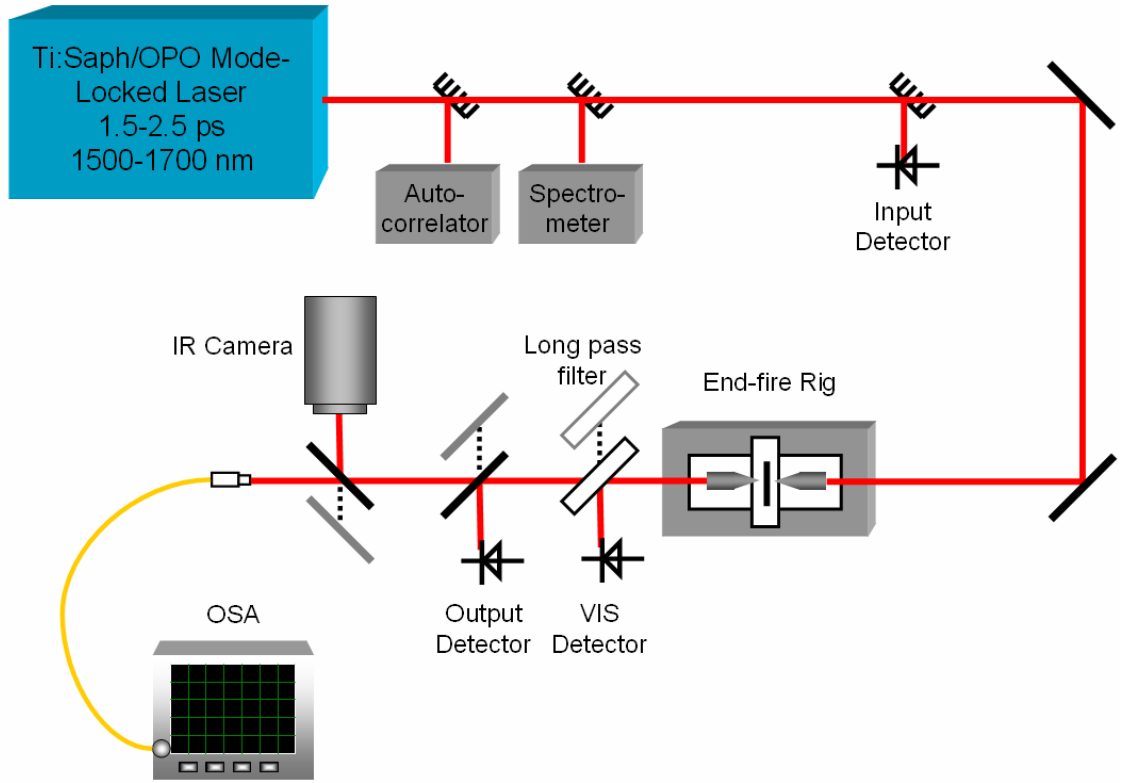 Ti:Saph/OPO Mode-
Locked Laser
1.5-2.5 ps
1500-1700 nm
Auto-
correlator
Spectro-
meter
Input
Detector
IR Camera
Long pass
filter
End-fire Rig
OSA
Output
Detector
VIS
Detector